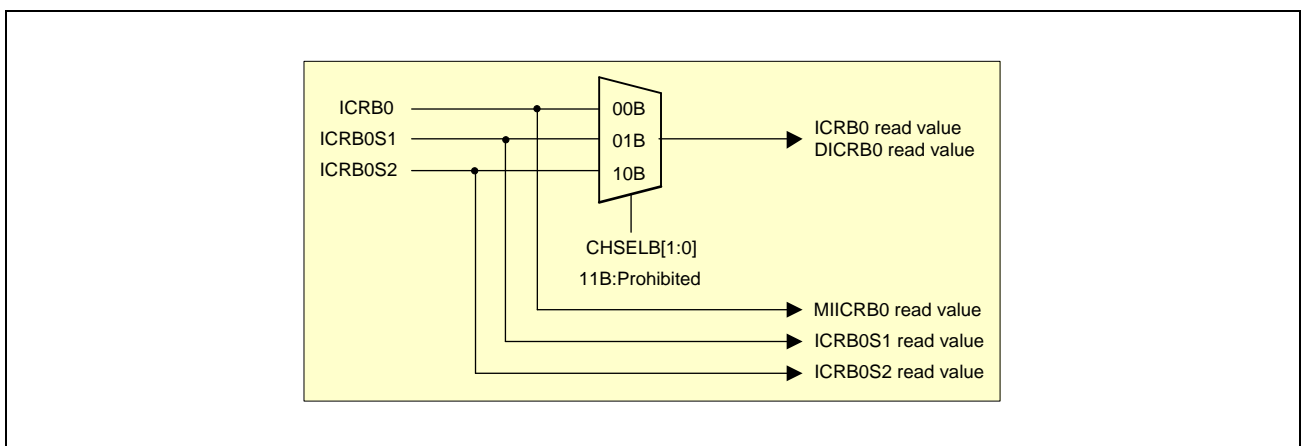 ICRB0
ICRB0S1
ICRB0S2
00B
01B
10B
ICRB0 read value
DICRB0 read value
CHSELB[1:0]
11B:Prohibited
MIICRB0 read value
ICRB0S1 read value
ICRB0S2 read value